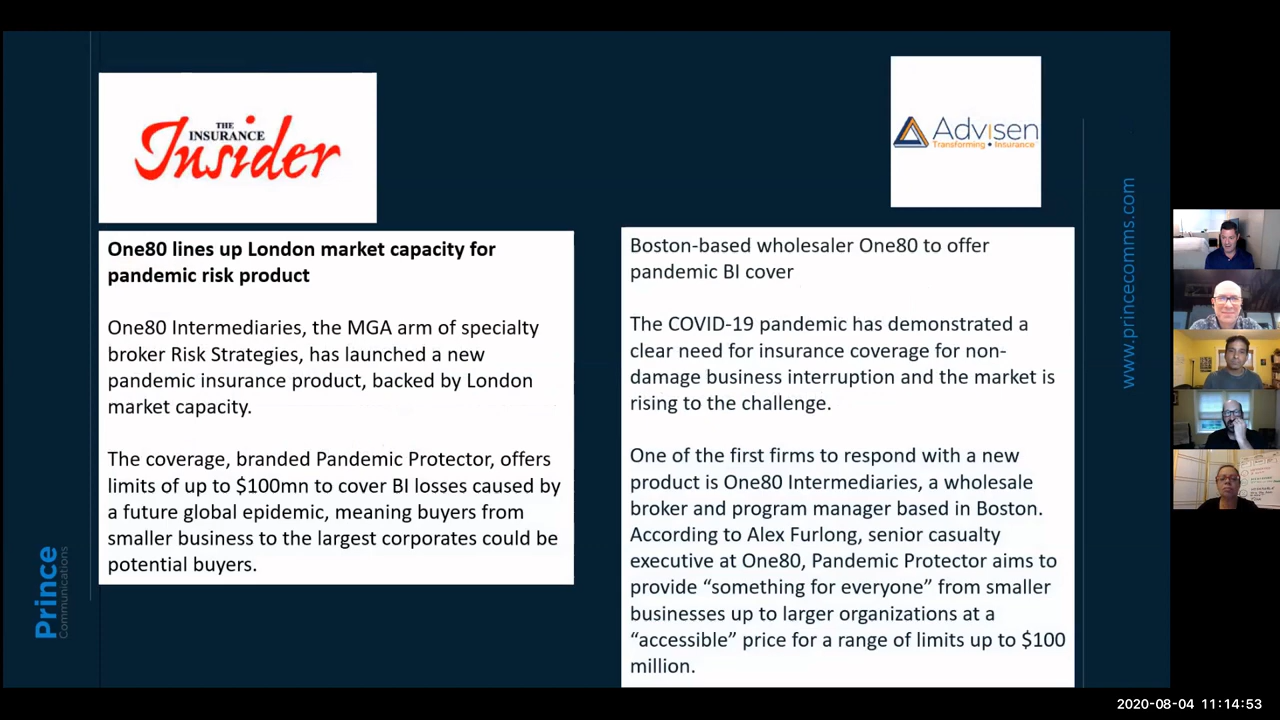 THE
INSURANCE
Insider
One80 lines up London market capacity for
pandemic risk product
One80 Intermediaries, the MGA arm of specialty
broker Risk Strategies, has launched a new
pandemic insurance product, backed by London
market capacity.
The coverage, branded Pandemic Protector, offers
limits of up to $100mn to cover BI losses caused by
a future global epidemic, meaning buyers from
smaller business to the largest corporates could be
potential buyers.
Advisen
Transforming • Insurance
Boston-based wholesaler One80 to offer
pandemic BI cover
The COVID-19 pandemic has demonstrated a
clear need for insurance coverage for non-
damage business interruption and the market is
rising to the challenge.
One of the first firms to respond with a new
product is One80 Intermediaries, a wholesale
broker and program manager based in Boston.
According to Alex Furlong, senior casualty
executive at One80, Pandemic Protector aims to
provide “something for everyone” from smaller
businesses up to larger organizations at a
“accessible” price for a range of limits up to $100
million.
www.princecomms.com
Prince
Communications
2020-08-04 11:14:53